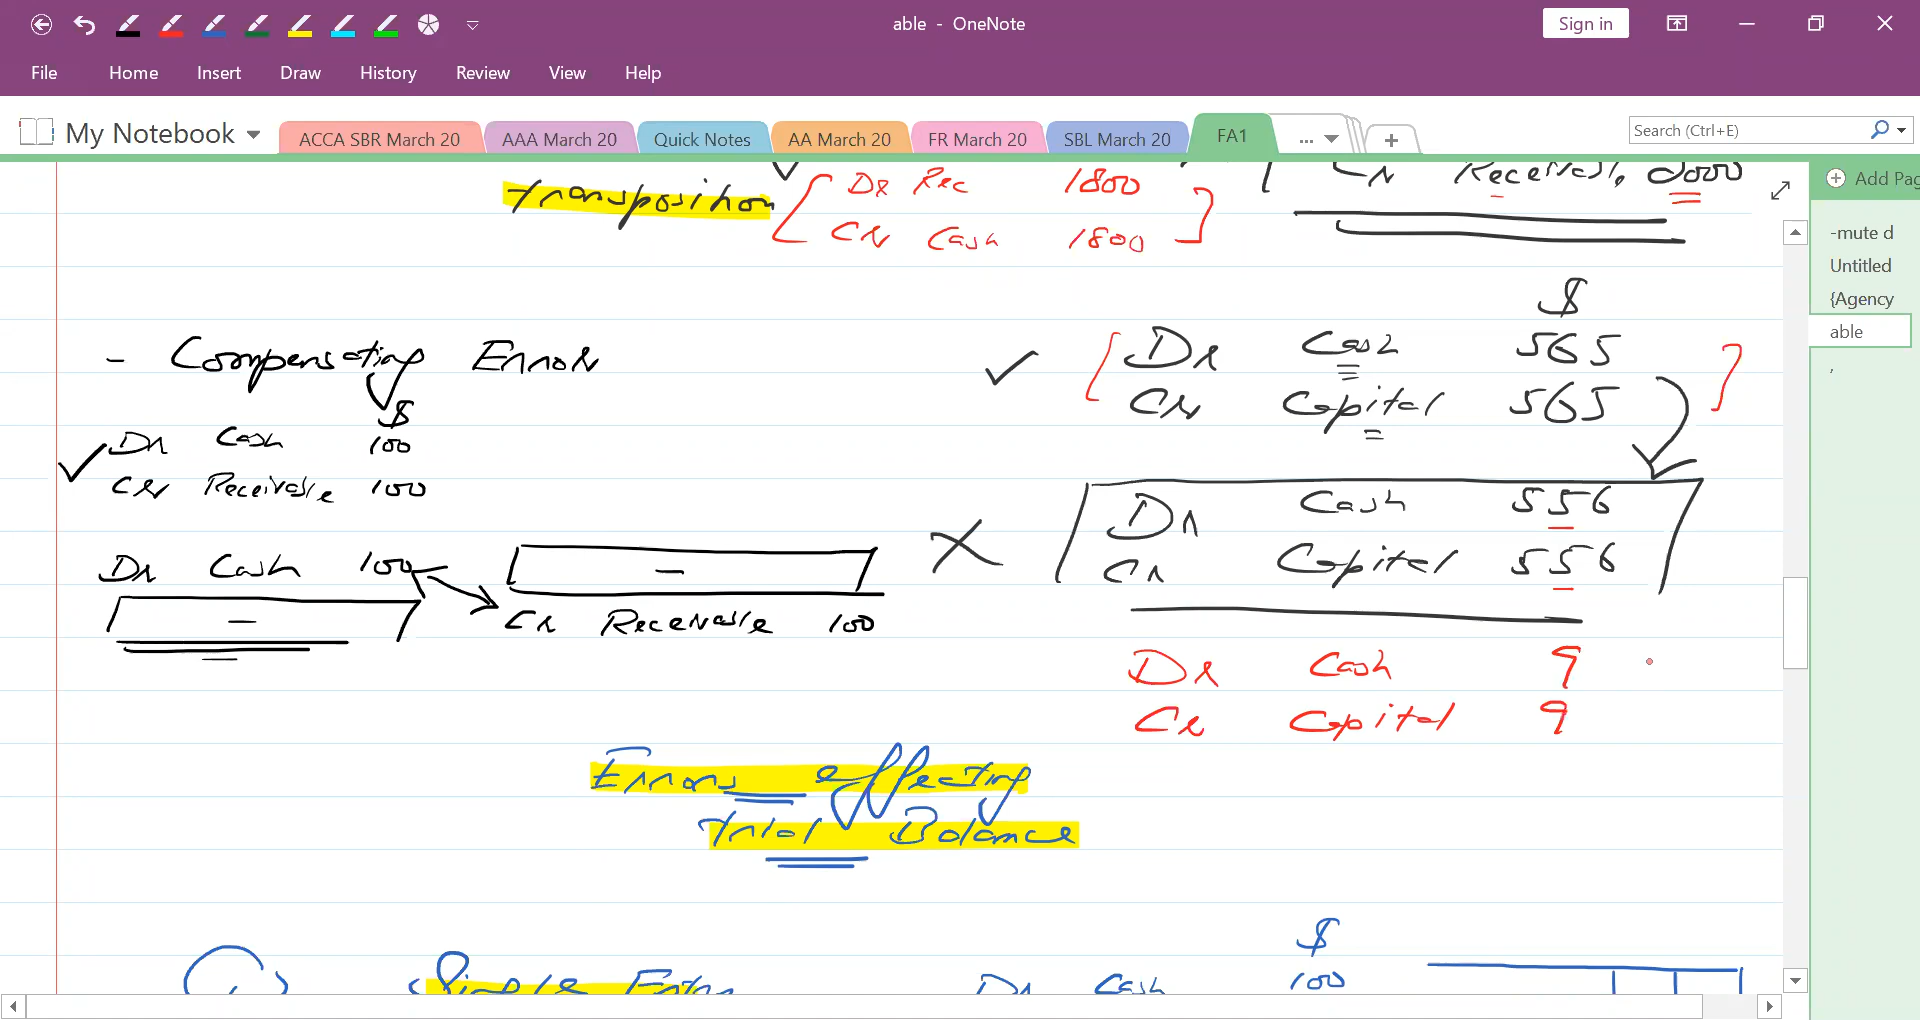 able - OneNote
Sign in
File Home Insert Draw History Review View Help
My Notebook
ACCA SBR March 20 AAA March 20 Quick Notes AA March 20 FR March 20 SBL March 20 FA1 ...
Search (Ctrl+E)
Add Pag
-mute d
Untitled
{Agency
able
,
Transposition
Dr Rec 1800
Cr Cash 1800
Cr Receivable
- Compensating Error
$
Dr Cash 100
Cr Receivable 100
Dr Cash 100
-
-
Cr Receivable 100
$
Dr Cash 565
Cr Capital 565
Dr Cash 556
Cr Capital 556
Dr Cash 9
Cr Capital 9
Errors effecting
Trial Balance
$
Dr Cash 100